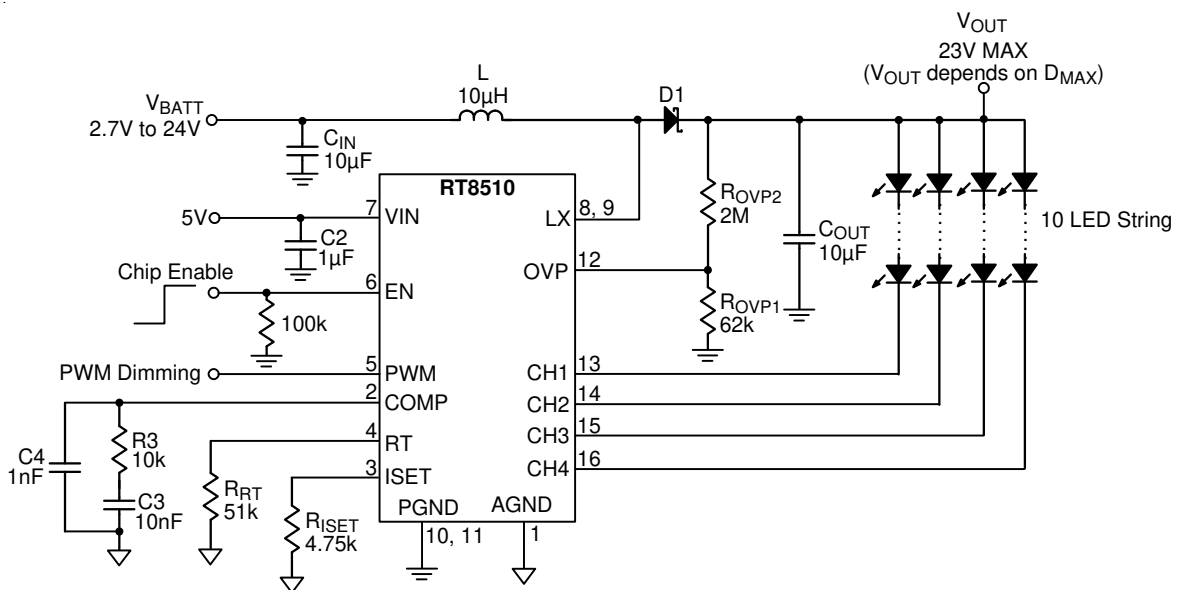 VOUT
23V MAX
(VOUT depends on DMAX)
L
10µH
D1
VBATT
2.7V to 24V
CIN
10µF
RT8510
5V
7
VIN
C2
1µF
LX
8, 9
ROVP2
2M
COUT
10µF
10 LED String
Chip Enable
6
EN
100k
OVP
12
ROVP1
62k
PWM Dimming
5
PWM
CH1
13
2
COMP
CH2
14
4
RT
CH3
15
3
ISET
CH4
16
C4
1nF
R3
10k
C3
10nF
RRT
51k
RISET
4.75k
PGND
AGND
10, 11
1